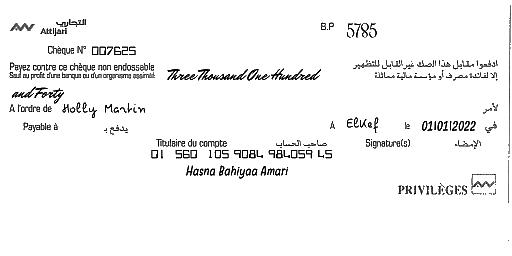 التجاري
Attijari
B.P 5785
Chèque N° 007625
Payez contre ce chèque non endossable
ادفعوا مقابل هذا الصك غير القابل للتظهير
Sauf au profit d'une banque ou d'un organisme assimilé
إلا لفائدة مصرف أو مؤسسة مالية مماثلة
Three Thousand One Hundred
and Forty
A l'ordre de Holly Martin
لأمر
Payable à يدفع بـ
A ElKef le 01/01/2022 في
Titulaire du compte صاحب الحساب Signature(s) الإمضاء
01 560 105 9084 984059 45
Hasna Bahiyaa Amari
PRIVILÈGES